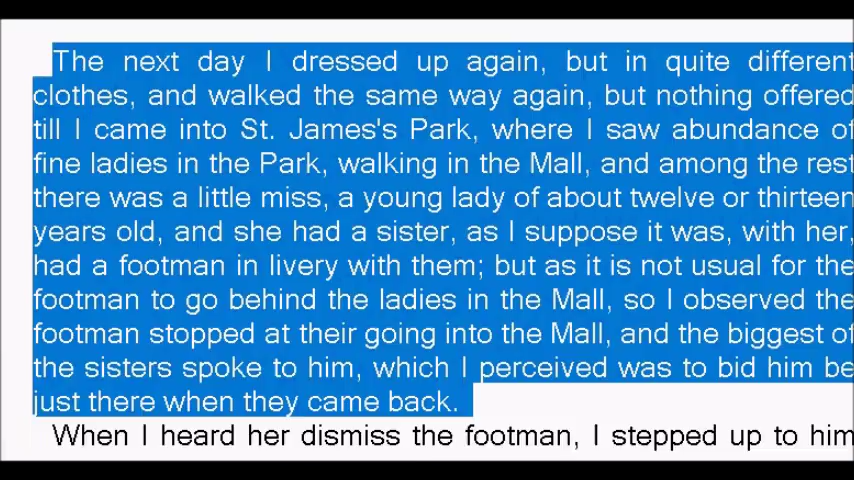 The next day I dressed up again, but in quite different
clothes, and walked the same way again, but nothing offered
till I came into St. James's Park, where I saw abundance of
fine ladies in the Park, walking in the Mall, and among the rest
there was a little miss, a young lady of about twelve or thirteen
years old, and she had a sister, as I suppose it was, with her,
had a footman in livery with them; but as it is not usual for the
footman to go behind the ladies in the Mall, so I observed the
footman stopped at their going into the Mall, and the biggest of
the sisters spoke to him, which I perceived was to bid him be
just there when they came back.
When I heard her dismiss the footman, I stepped up to him